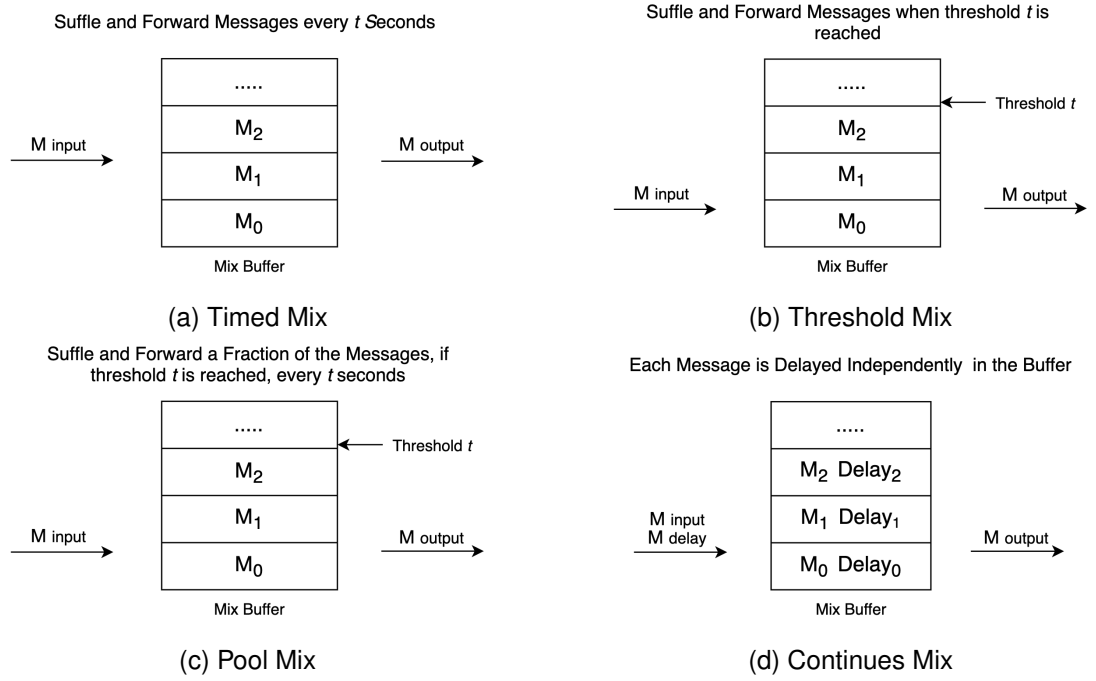 Suffle and Forward Messages every t Seconds
.....
M₂
M₁
M₀
M input
M output
Mix Buffer
(a) Timed Mix
Suffle and Forward Messages when threshold t is
reached
.....
Threshold t
M₂
M₁
M₀
M input
M output
Mix Buffer
(b) Threshold Mix
Suffle and Forward a Fraction of the Messages, if
threshold t is reached, every t seconds
.....
Threshold t
M₂
M₁
M₀
M input
M output
Mix Buffer
(c) Pool Mix
Each Message is Delayed Independently in the Buffer
.....
M₂ Delay₂
M₁ Delay₁
M₀ Delay₀
M input
M delay
M output
Mix Buffer
(d) Continues Mix